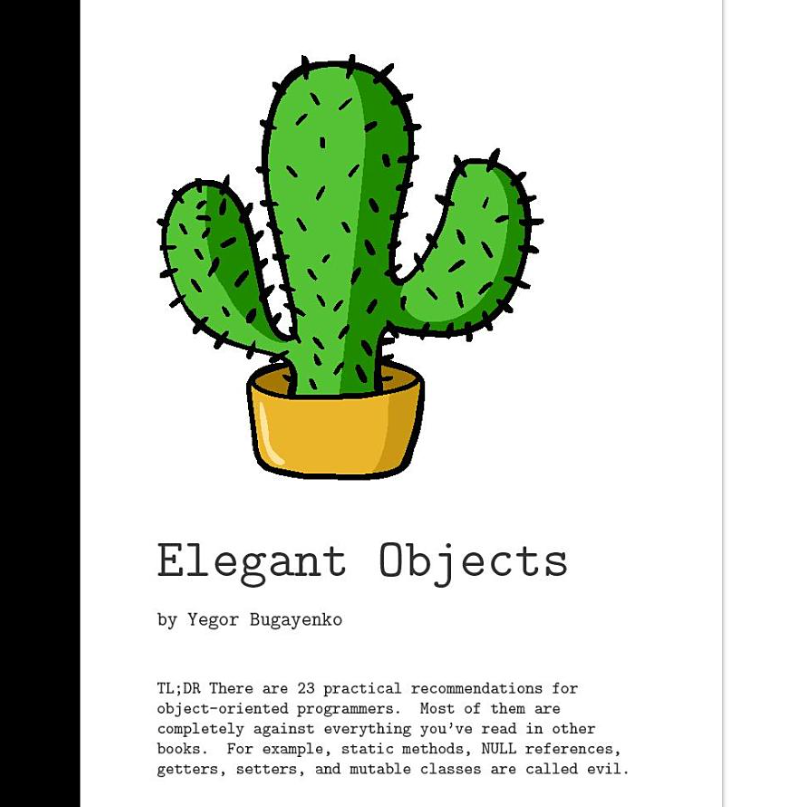 Elegant Objects
by Yegor Bugayenko
TL;DR There are 23 practical recommendations for
object-oriented programmers.  Most of them are
completely against everything you've read in other
books.  For example, static methods, NULL references,
getters, setters, and mutable classes are called evil.